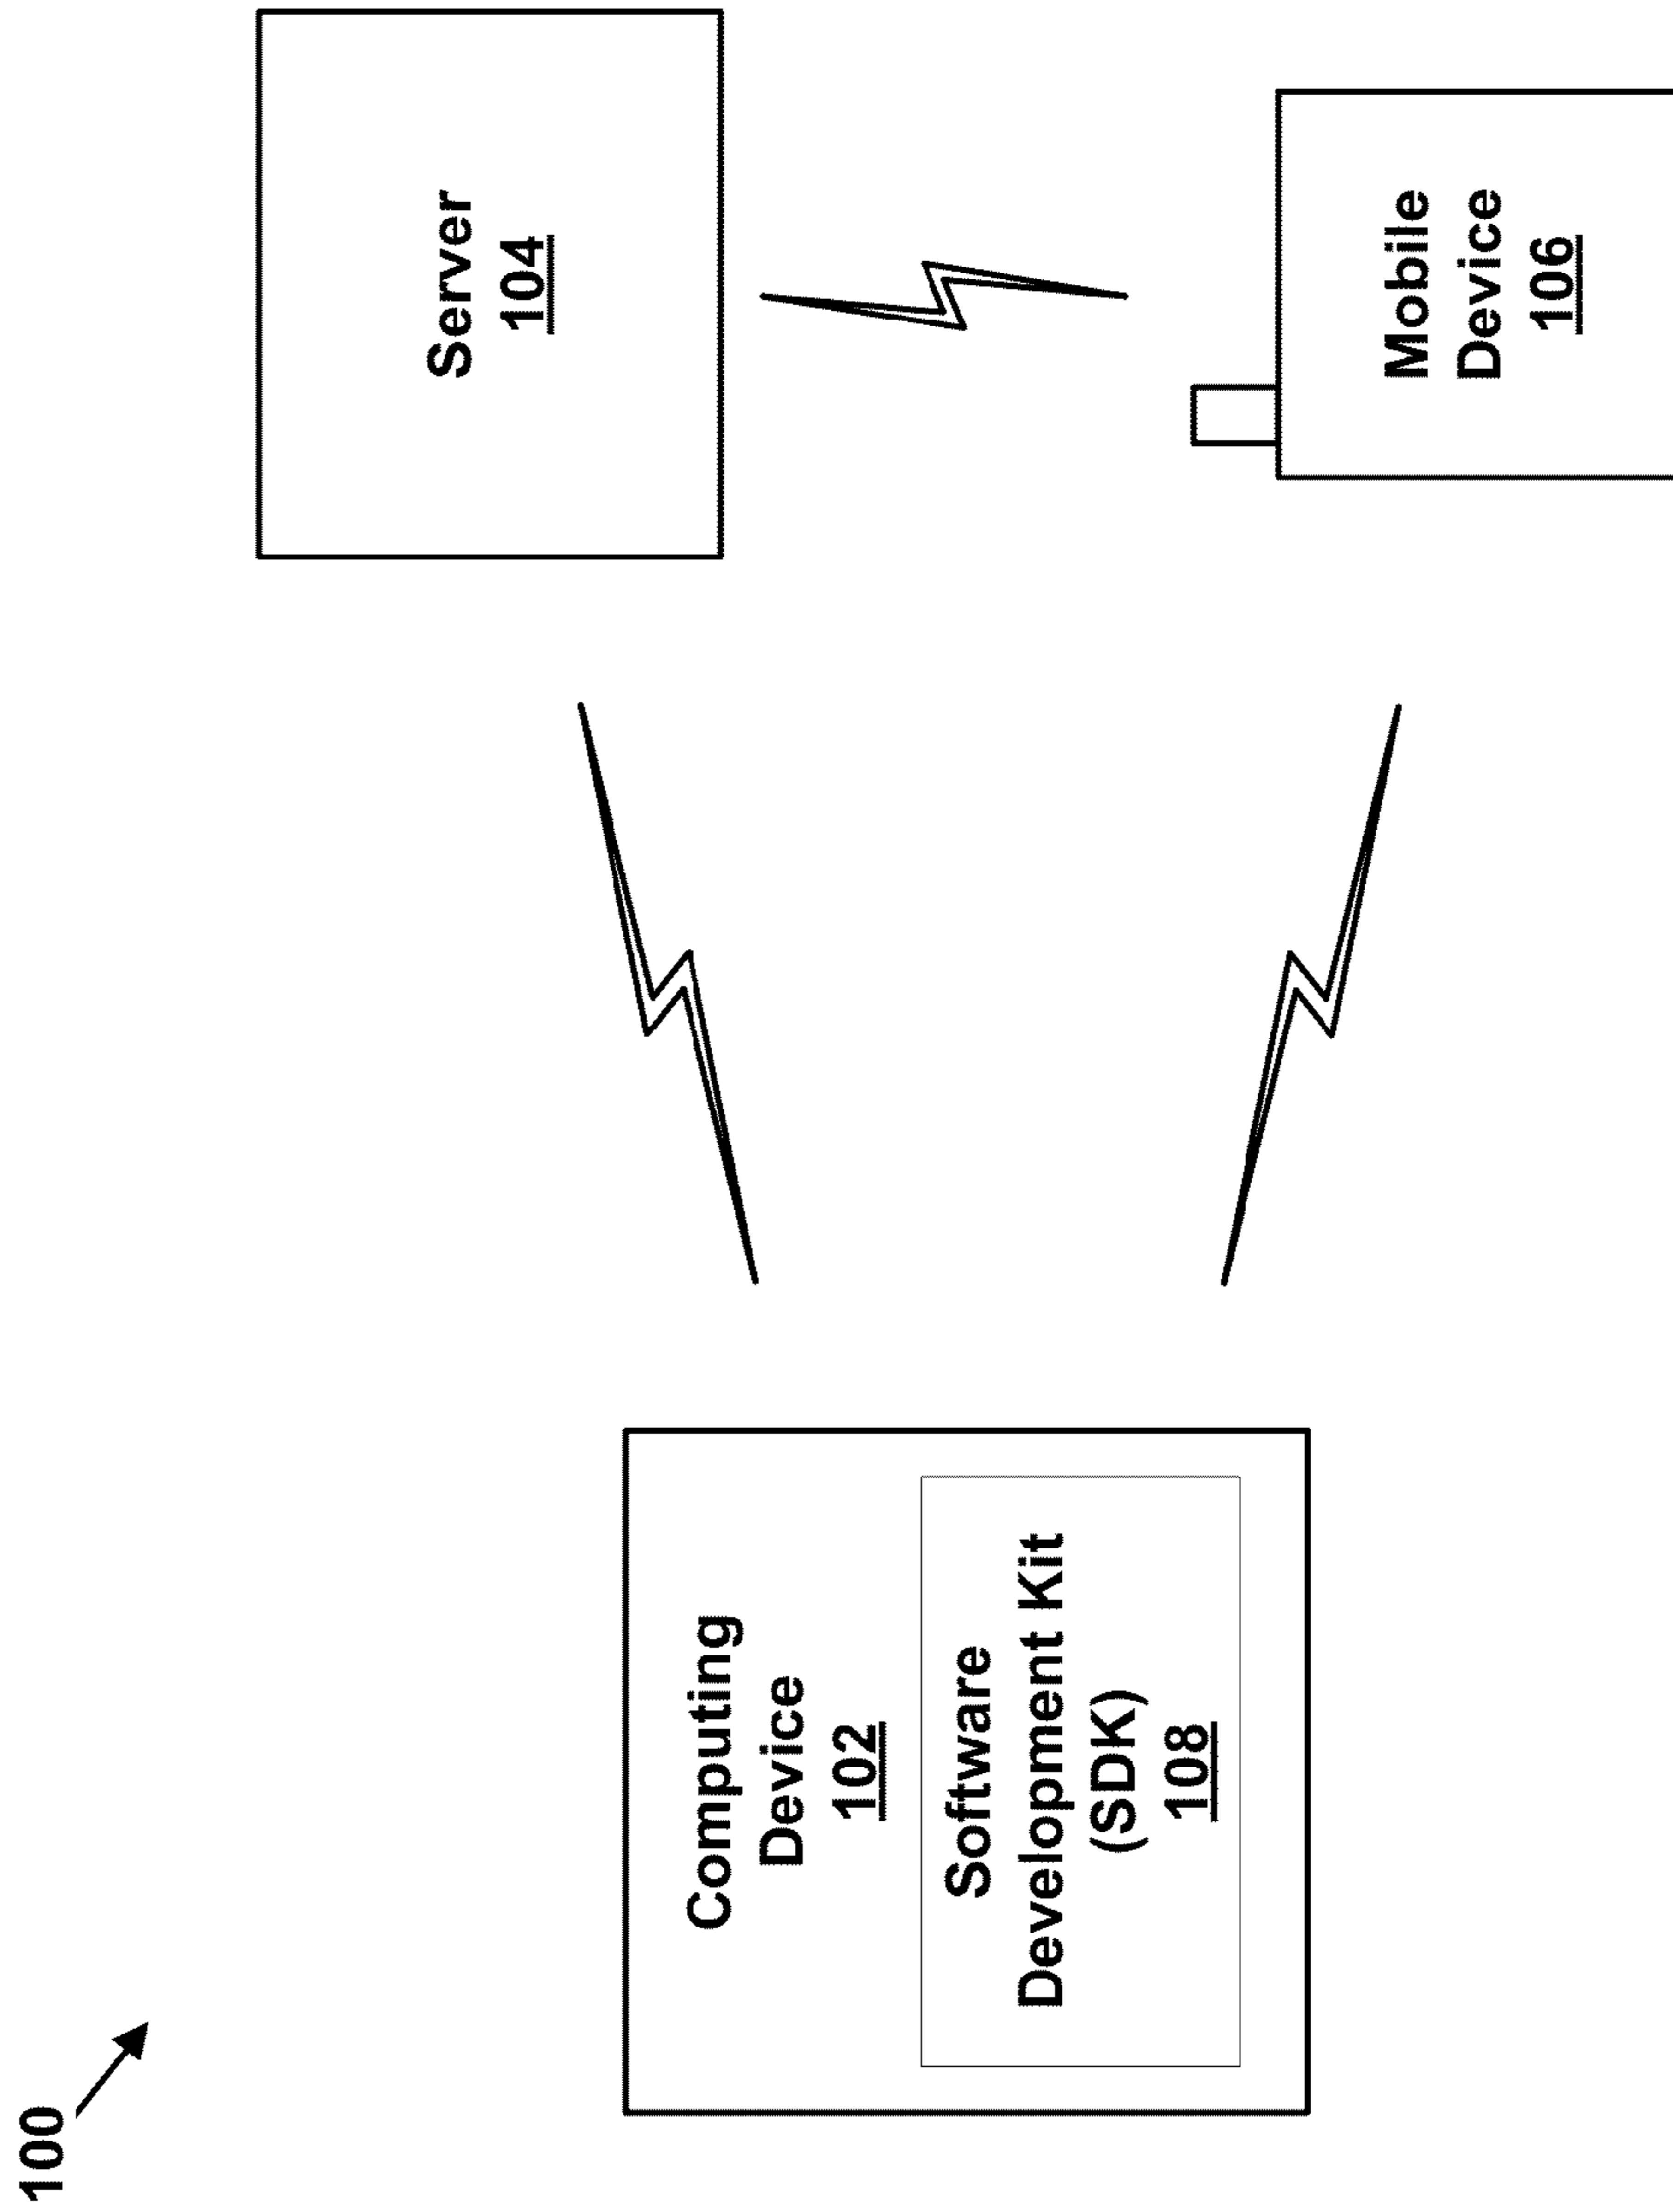 100
Computing
Device
102
Software
Development Kit
(SDK)
108
Server
104
Mobile
Device
106